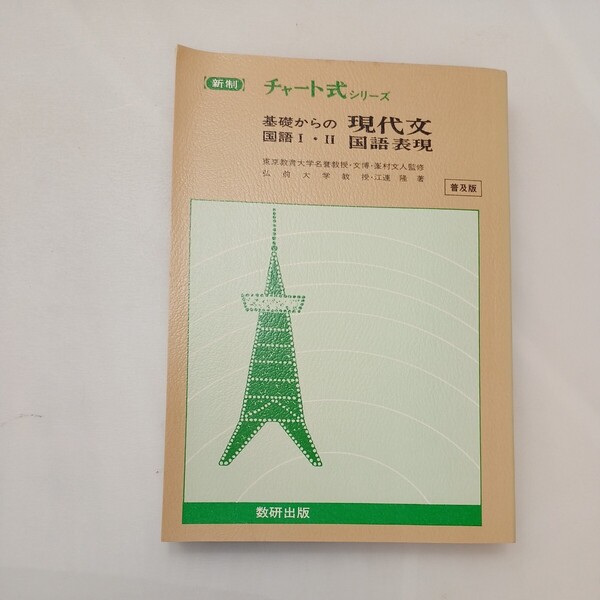 新制 チャート式シリーズ
基礎からの 現代文
国語Ⅰ・Ⅱ 国語表現
東京教育大学名誉教授・文博・峯村文人監修
弘前大学教授・江連隆著
普及版
数研出版